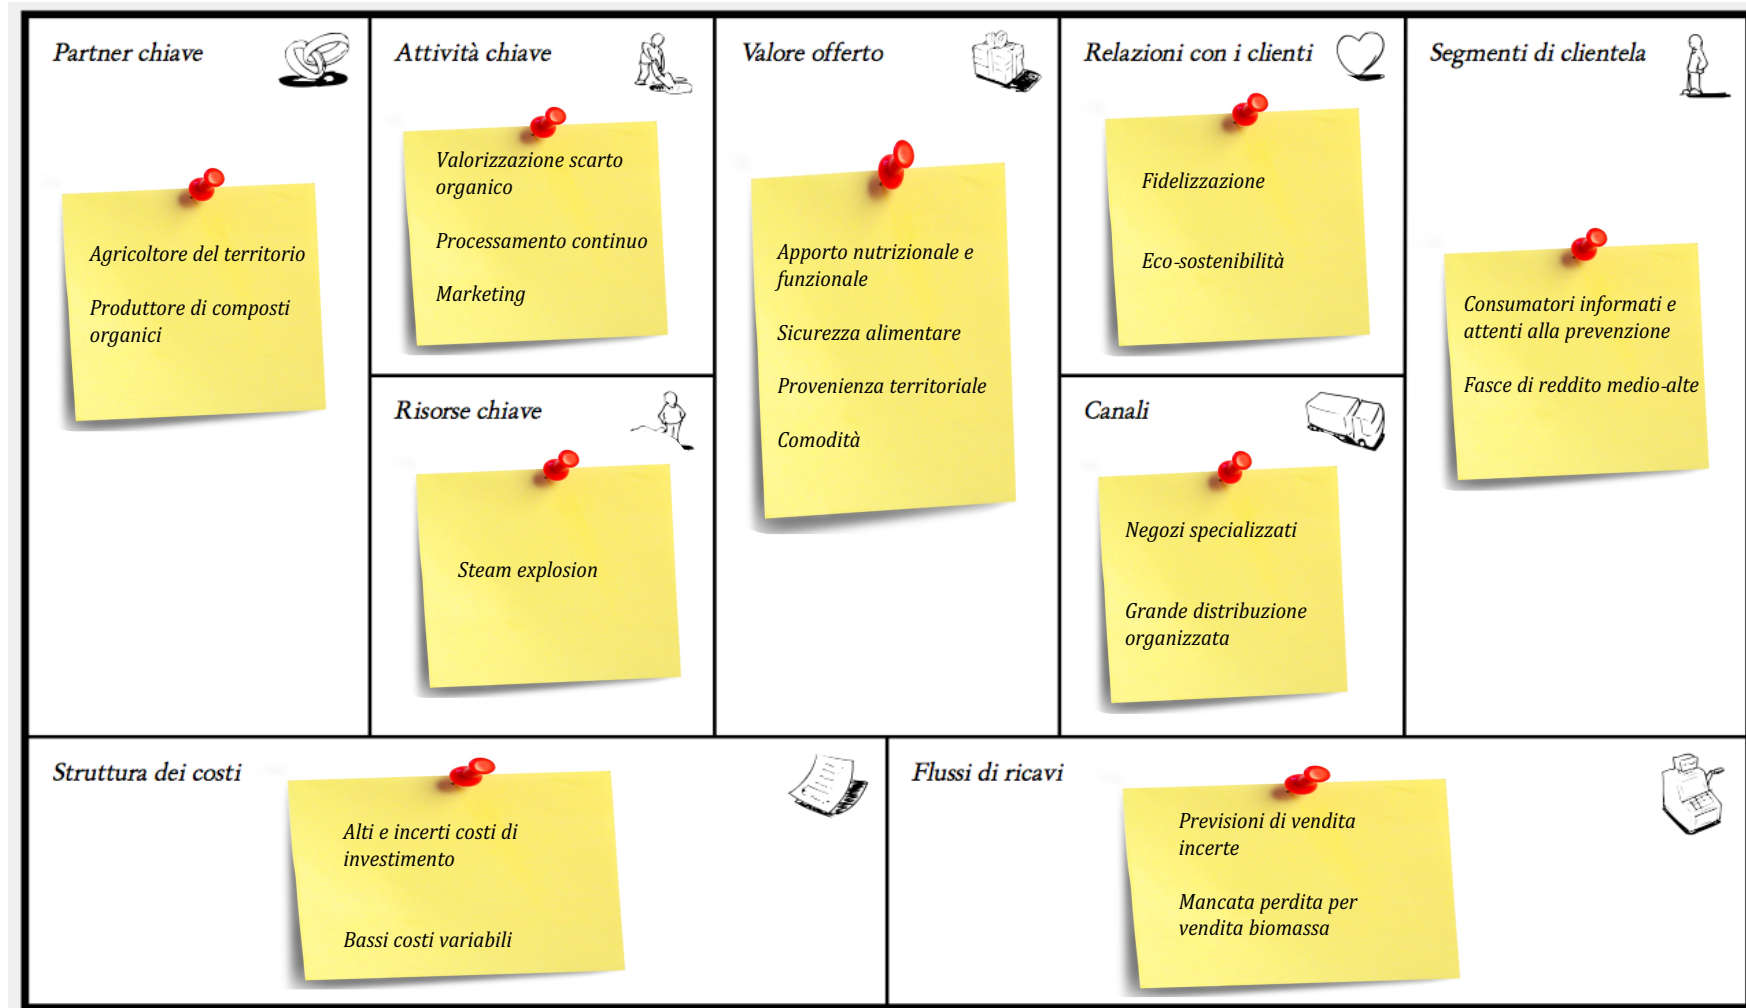 Partner chiave
Agricoltore del territorio
Produttore di composti
organici
Attività chiave
Valorizzazione scarto
organico
Processamento continuo
Marketing
Risorse chiave
Steam explosion
Valore offerto
Apporto nutrizionale e
funzionale
Sicurezza alimentare
Provenienza territoriale
Comodità
Relazioni con i clienti
Fidelizzazione
Eco-sostenibilità
Canali
Negozi specializzati
Grande distribuzione
organizzata
Segmenti di clientela
Consumatori informati e
attenti alla prevenzione
Fasce di reddito medio-alte
Struttura dei costi
Alti e incerti costi di
investimento
Bassi costi variabili
Flussi di ricavi
Previsioni di vendita
incerte
Mancata perdita per
vendita biomassa